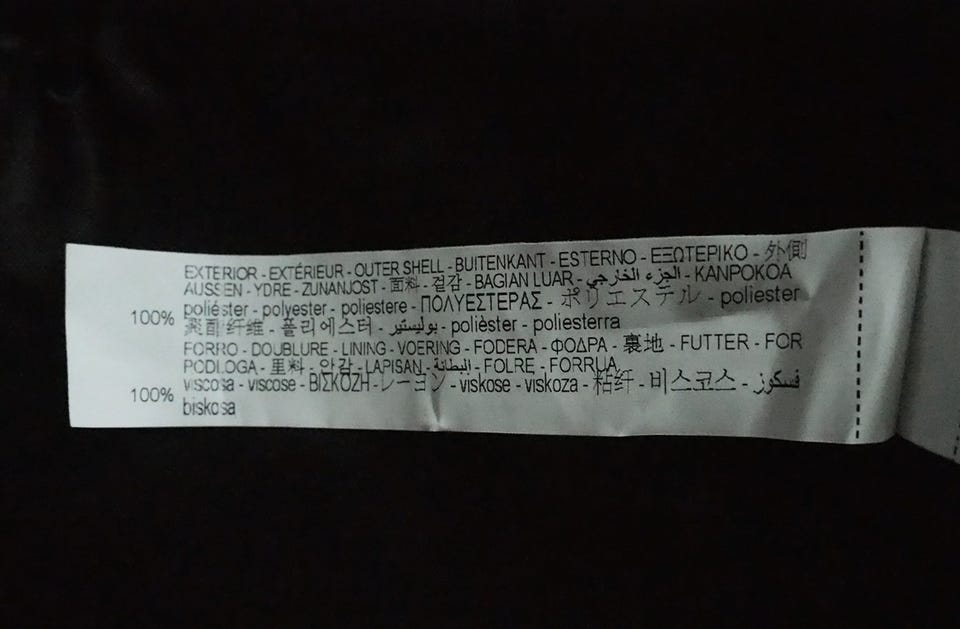 EXTERIOR - EXTÉRIEUR - OUTER SHELL - BUITENKANT - ESTERNO - ΕΞΩΤΕΡΙΚΟ - 外側
AUSSEN - YDRE - ZUNANJOST - 面料 - 겉감 - BAGIAN LUAR - الجزء الخارجي - KANPOKOA
100% poliéster - polyester - poliestere - ΠΟΛΥΕΣΤΕΡΑΣ - ポリエステル - poliester
聚酯纤维 - 폴리에스터 - بوليستير - polièster - poliesterra
FORRO - DOUBLURE - LINING - VOERING - FODERA - ΦΟΔΡΑ - 裏地 - FUTTER - FOR
PODLOGA - 里料 - 안감 - LAPISAN - البطانة - FOLRE - FORRUA
100% viscosa - viscose - ΒΙΣΚΟΖΗ - レーヨン - viskose - viskoza - 粘纤 - 비스코스 - فسكوز
biskosa